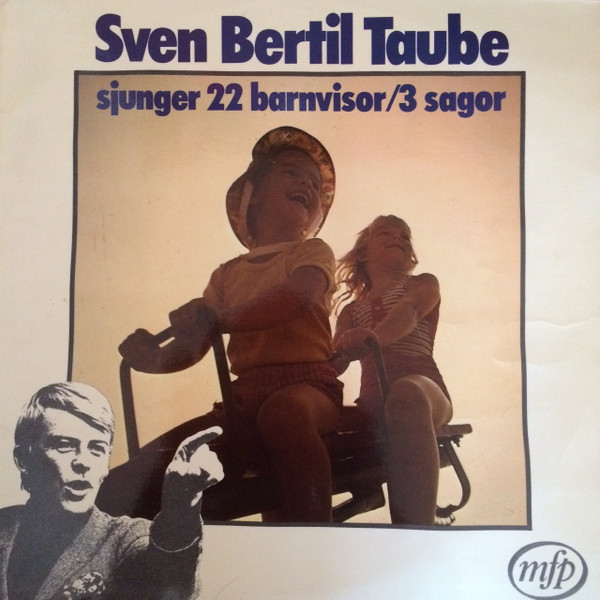 Sven Bertil Taube
sjunger 22 barnvisor/3 sagor
mfp